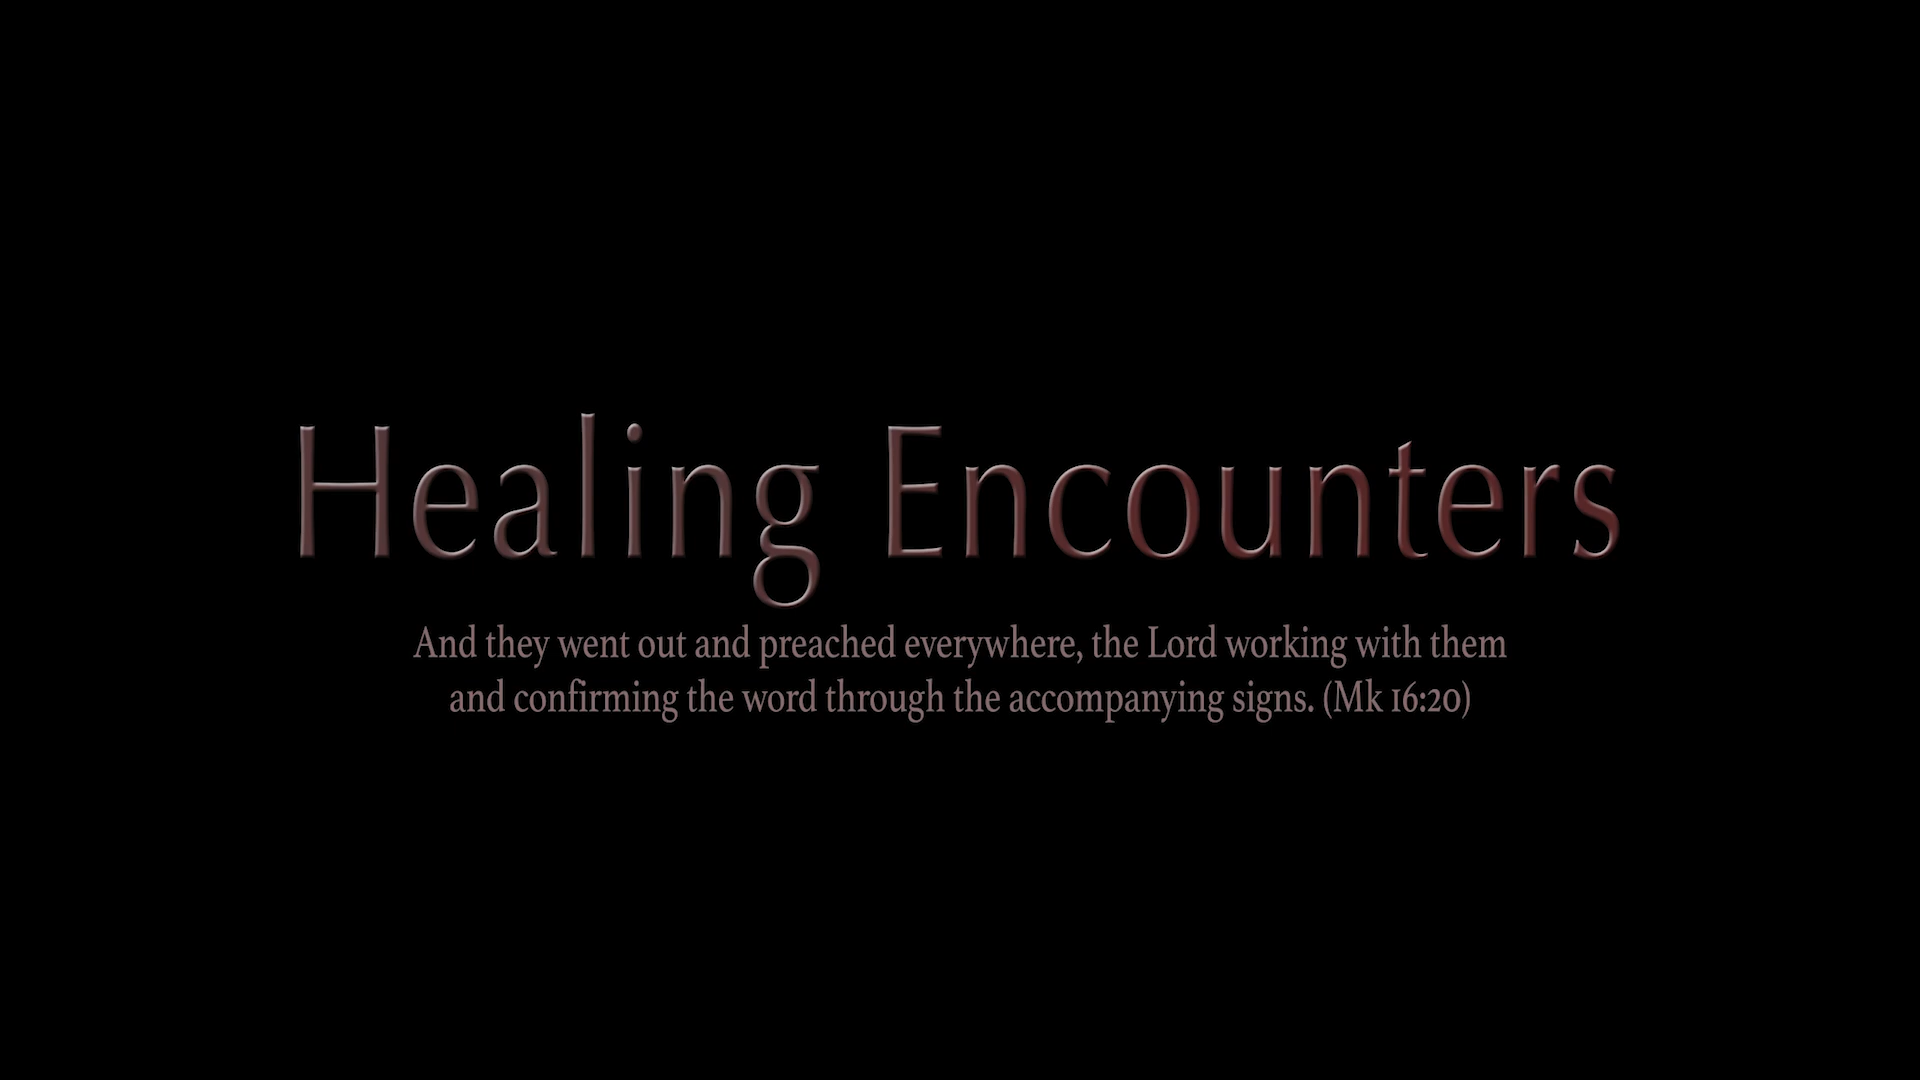 Healing Encounters
And they went out and preached everywhere, the Lord working with them
and confirming the word through the accompanying signs. (Mk 16:20)